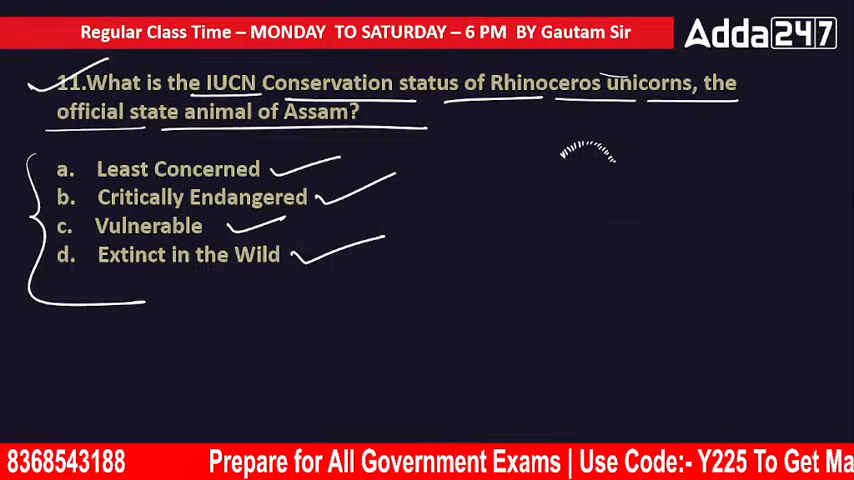 Regular Class Time – MONDAY TO SATURDAY – 6 PM BY Gautam Sir
Adda247
11.What is the IUCN Conservation status of Rhinoceros unicorns, the
official state animal of Assam?
a. Least Concerned
b. Critically Endangered
c. Vulnerable
d. Extinct in the Wild
8368543188 Prepare for All Government Exams | Use Code:- Y225 To Get Ma